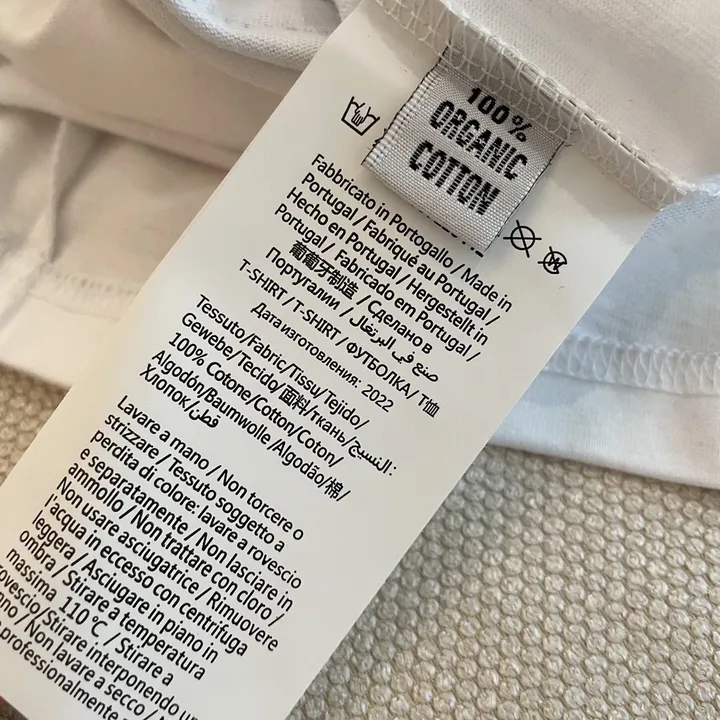 100%
ORGANIC
COTTON
Fabbricato in Portogallo / Made in
Portugal / Fabriqué au Portugal /
Hecho en Portugal / Hergestellt in
Portugal / Fabricado em Portugal /
葡萄牙制造 / Сделано в
Португалии / صنع في البرتغال /
T-SHIRT / T-SHIRT / ФУТБОЛКА / T恤
Дата изготовления: 2022
Tessuto/Fabric/Tissu/Tejido/
Gewebe/Tecido/面料/ткань/النسيج:
100% Cotone/Cotton/Coton/
Algodón/Baumwolle/Algodão/棉/
Хлопок/قطن
Lavare a mano / Non torcere o
strizzare / Tessuto soggetto a
perdita di colore: lavare a rovescio
e separatamente / Non lasciare in
ammollo / Non trattare con cloro /
Non usare asciugatrice / Rimuovere
l'acqua in eccesso con centrifuga
leggera / Asciugare in piano in
ombra / Stirare a temperatura
massima 110°C / Stirare a
rovescio/Stirare interponendo un
/ Non lavare a secco / Non
professionalmente a